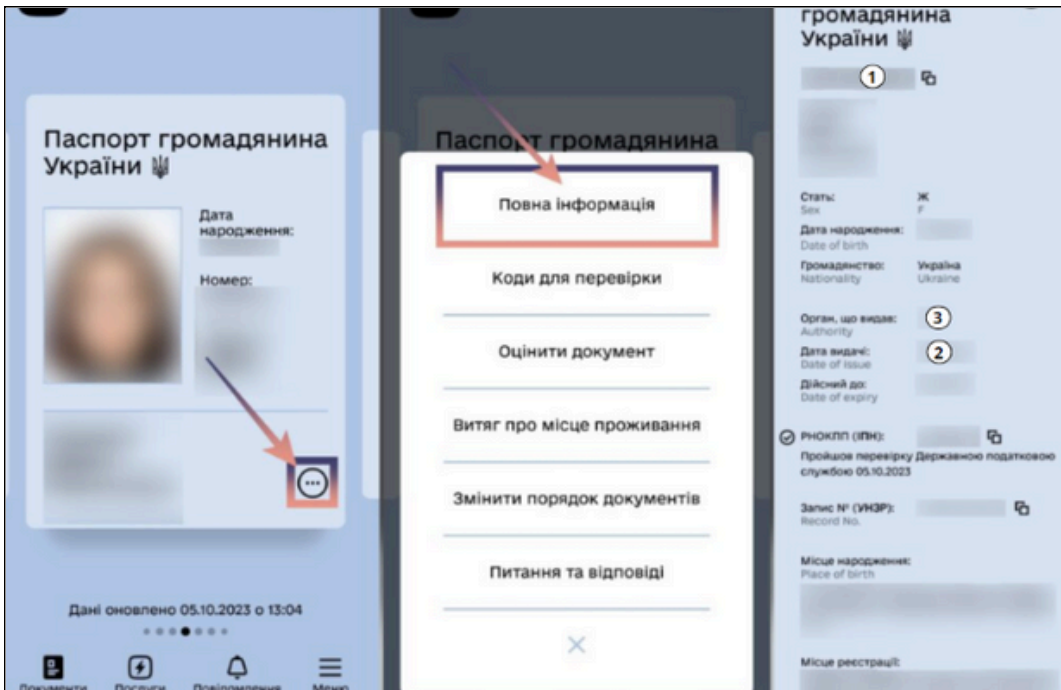 Паспорт громадянина
України
Дата
народження:
Номер:
Дані оновлено 05.10.2023 о 13:04
Документи
Послуги
Повідомлення
Меню
Паспорт громадянина
Повна інформація
Коди для перевірки
Оцінити документ
Витяг про місце проживання
Змінити порядок документів
Питання та відповіді
громадянина
України
1
Стать: Ж
Sex F
Дата народження:
Date of birth
Громадянство: Україна
Nationality Ukraine
Орган, що видав: 3
Authority
Дата видачі: 2
Date of issue
Дійсний до:
Date of expiry
РНОКПП (ІПН):
Пройшов перевірку Державною податковою
службою 05.10.2023
Запис № (УНЗР):
Record No.
Місце народження:
Place of birth
Місце реєстрації: